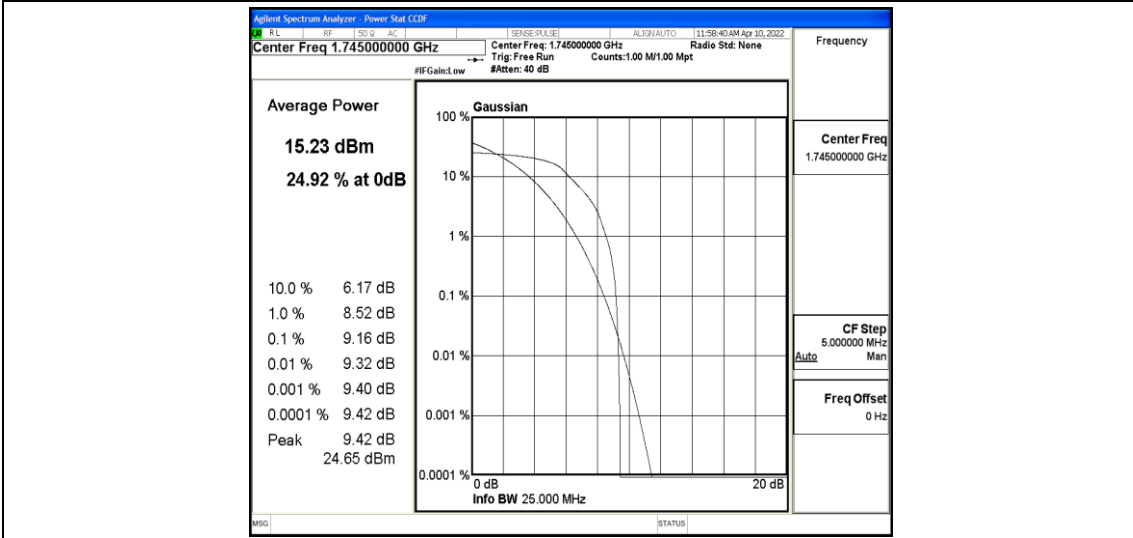 Agilent Spectrum Analyzer - Power Stat CCDF
RL RF 50 Ω AC SENSE:PULSE ALIGNAUTO 11:58:40 AM Apr 10, 2022
Center Freq 1.745000000 GHz
Center Freq: 1.745000000 GHz Radio Std: None
Trig: Free Run Counts:1.00 M/1.00 Mpt
#IFGain:Low #Atten: 40 dB
Frequency
Average Power
15.23 dBm
24.92 % at 0dB
10.0 % 6.17 dB
1.0 % 8.52 dB
0.1 % 9.16 dB
0.01 % 9.32 dB
0.001 % 9.40 dB
0.0001 % 9.42 dB
Peak 9.42 dB
24.65 dBm
Gaussian
100 %
10 %
1 %
0.1 %
0.01 %
0.001 %
0.0001 %
0 dB 20 dB
Info BW 25.000 MHz
Center Freq
1.745000000 GHz
CF Step
5.000000 MHz
Auto Man
Freq Offset
0 Hz
MSG STATUS